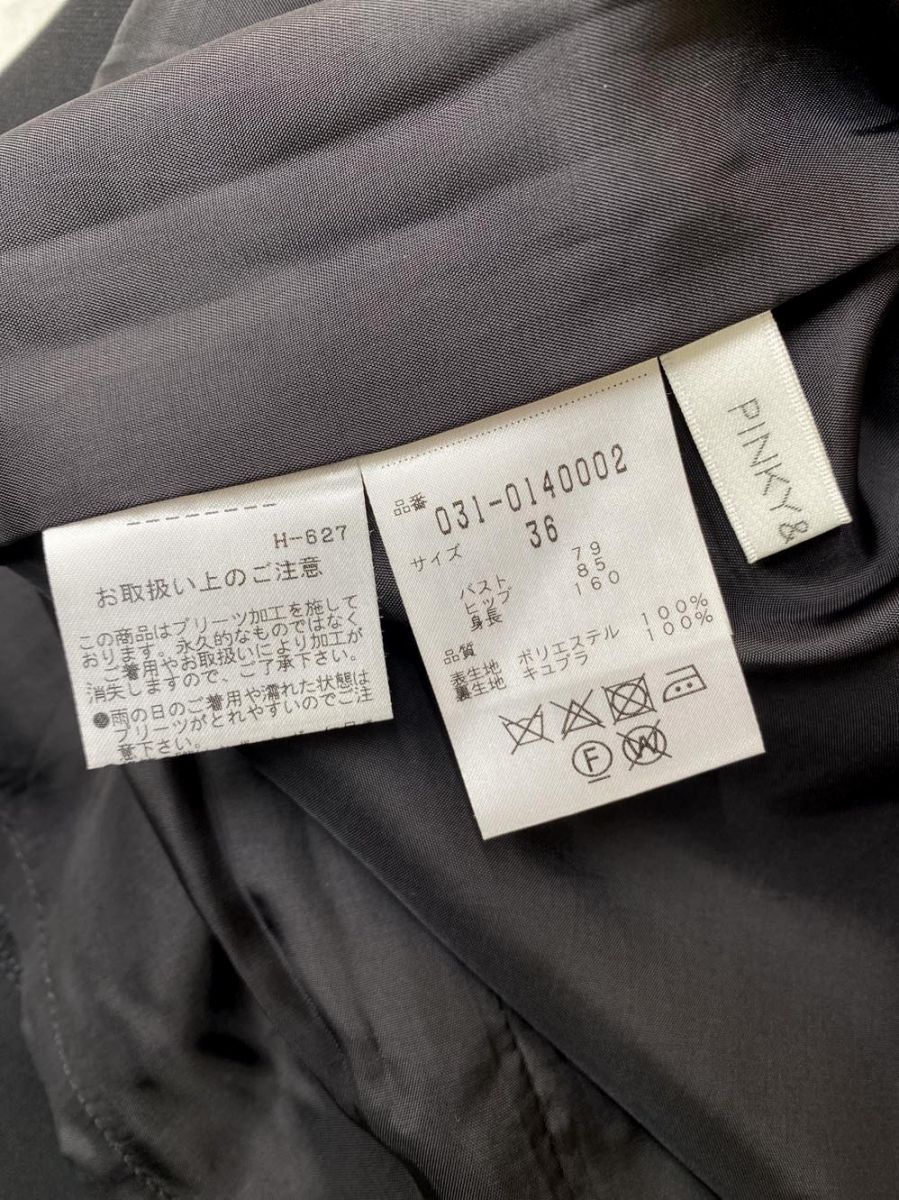 H-627
お取扱い上のご注意
この商品はプリーツ加工を施して
おります。永久的なものではなく
、ご着用やお取扱いにより加工が
消失しますので、ご了承下さい。
●雨の日のご着用や濡れた状態は
プリーツがとれやすいのでご注
意下さい。
品番 031-0140002
サイズ 36
バスト 79
ヒップ 85
身長 160
品質
表生地 ポリエステル 100%
裏生地 キュプラ 100%
F
W
PINKY&